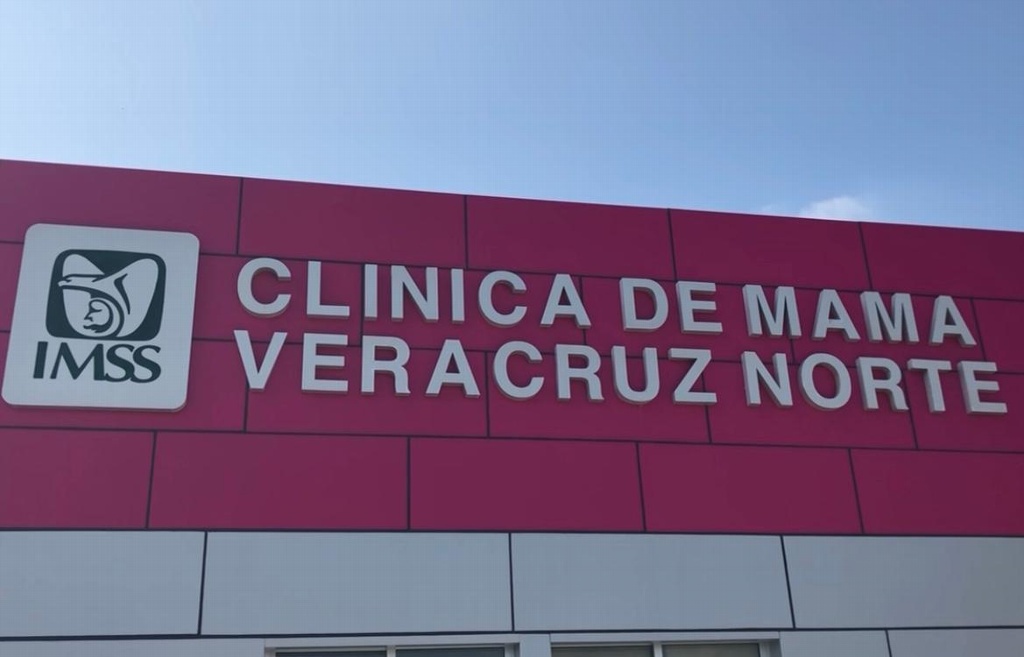 IMSS
CLINICA DE MAMA
VERACRUZ NORTE